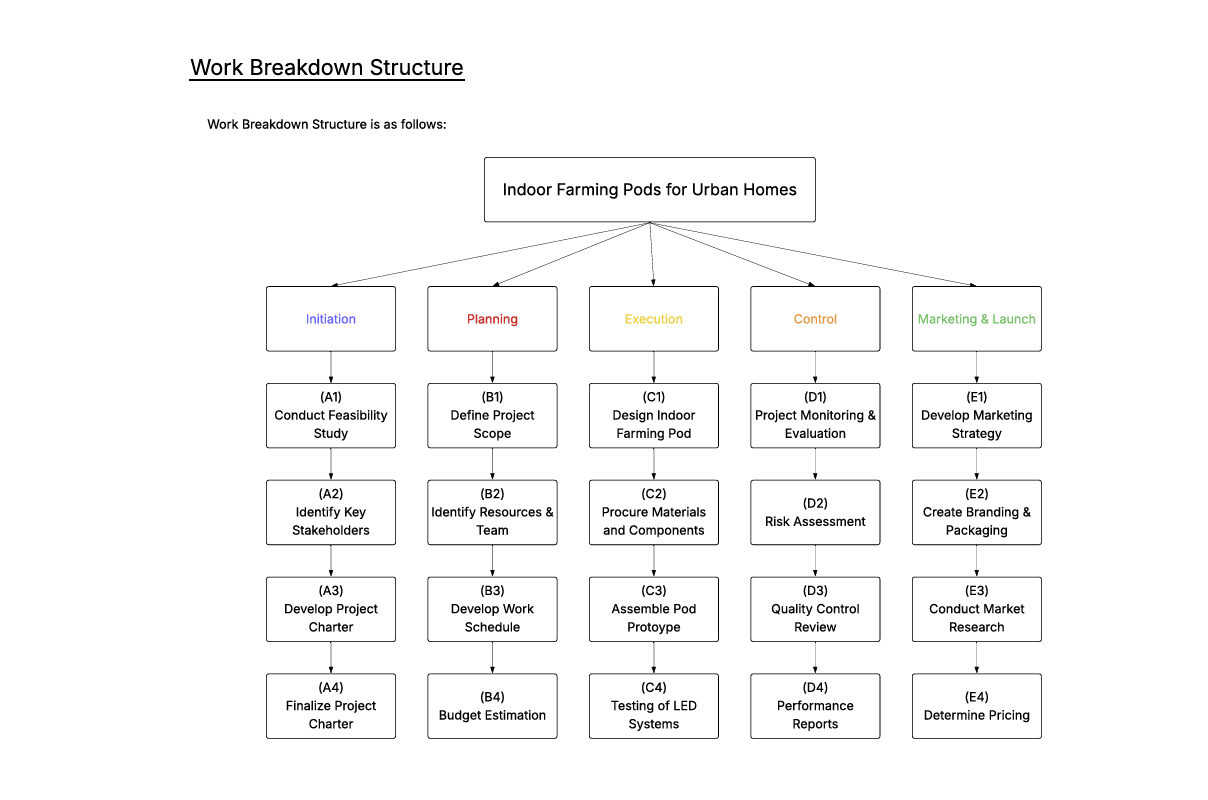 Work Breakdown Structure
Work Breakdown Structure is as follows:
Indoor Farming Pods for Urban Homes
Initiation
Planning
Execution
Control
Marketing & Launch
(A1)
Conduct Feasibility
Study
(B1)
Define Project
Scope
(C1)
Design Indoor
Farming Pod
(D1)
Project Monitoring &
Evaluation
(E1)
Develop Marketing
Strategy
(A2)
Identify Key
Stakeholders
(B2)
Identify Resources &
Team
(C2)
Procure Materials
and Components
(D2)
Risk Assessment
(E2)
Create Branding &
Packaging
(A3)
Develop Project
Charter
(B3)
Develop Work
Schedule
(C3)
Assemble Pod
Protoype
(D3)
Quality Control
Review
(E3)
Conduct Market
Research
(A4)
Finalize Project
Charter
(B4)
Budget Estimation
(C4)
Testing of LED
Systems
(D4)
Performance
Reports
(E4)
Determine Pricing